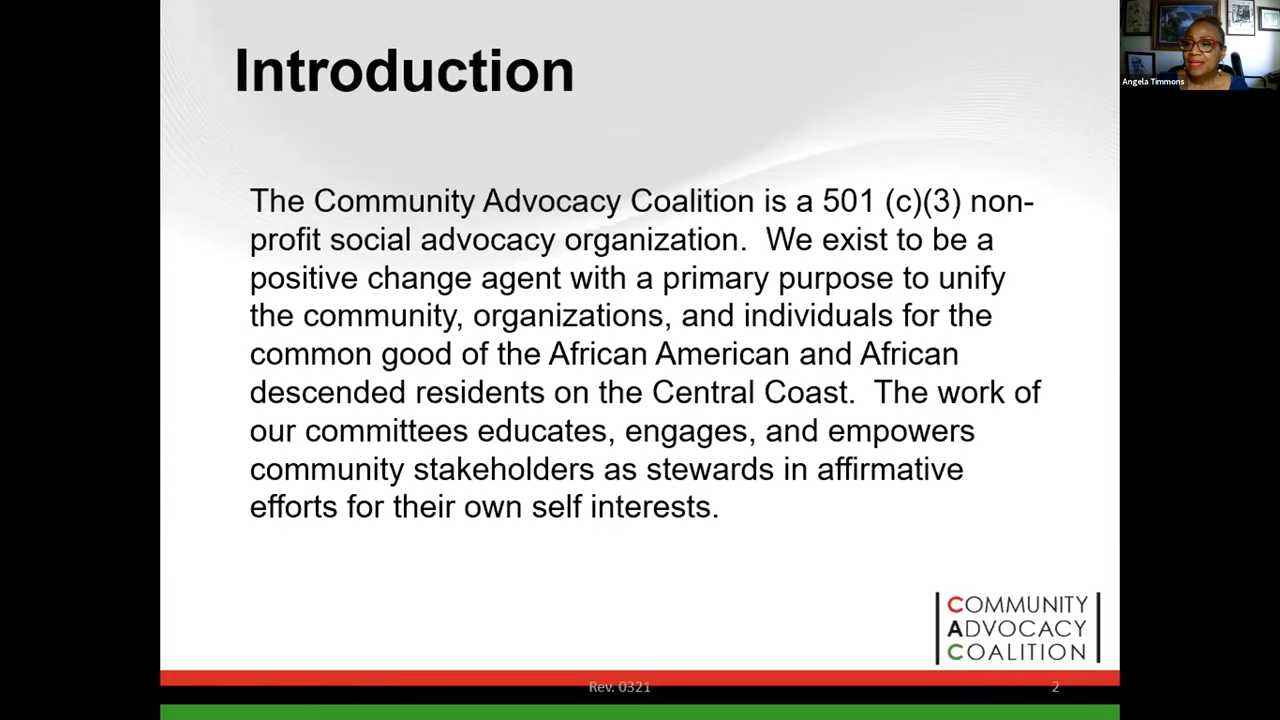 Introduction
The Community Advocacy Coalition is a 501 (c)(3) non-
profit social advocacy organization.  We exist to be a
positive change agent with a primary purpose to unify
the community, organizations, and individuals for the
common good of the African American and African
descended residents on the Central Coast.  The work of
our committees educates, engages, and empowers
community stakeholders as stewards in affirmative
efforts for their own self interests.
COMMUNITY
ADVOCACY
COALITION
Rev. 0321
2
Angela Timmons